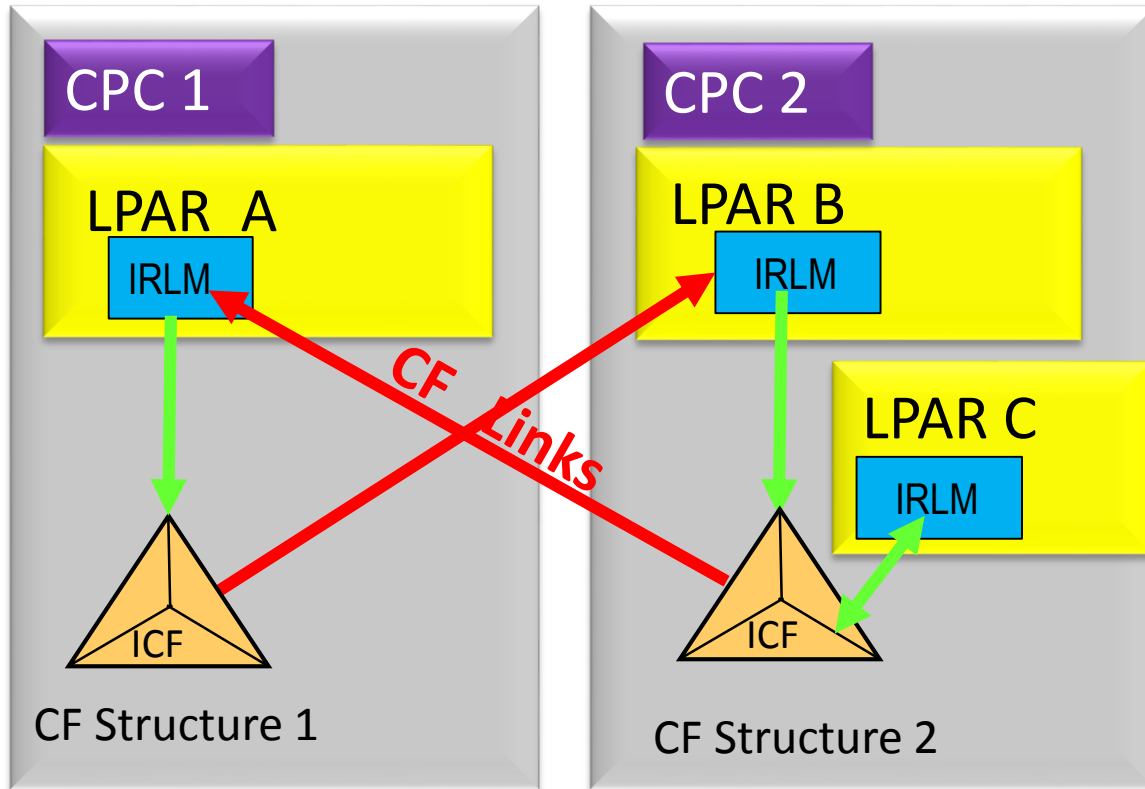 CPC 1
LPAR A
IRLM
ICF
CF Structure 1
CF Links
CPC 2
LPAR B
IRLM
LPAR C
IRLM
ICF
CF Structure 2